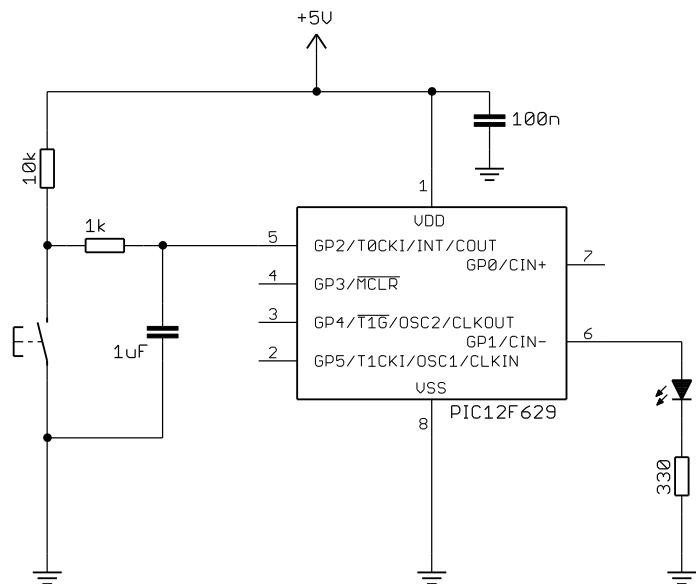 +5V
100n
10k
1
VDD
1k
5
GP2/T0CKI/INT/COUT
7
GP0/CIN+
4
GP3/MCLR
3
GP4/T1G/OSC2/CLKOUT
6
GP1/CIN-
1uF
2
GP5/T1CKI/OSC1/CLKIN
VSS
PIC12F629
8
330